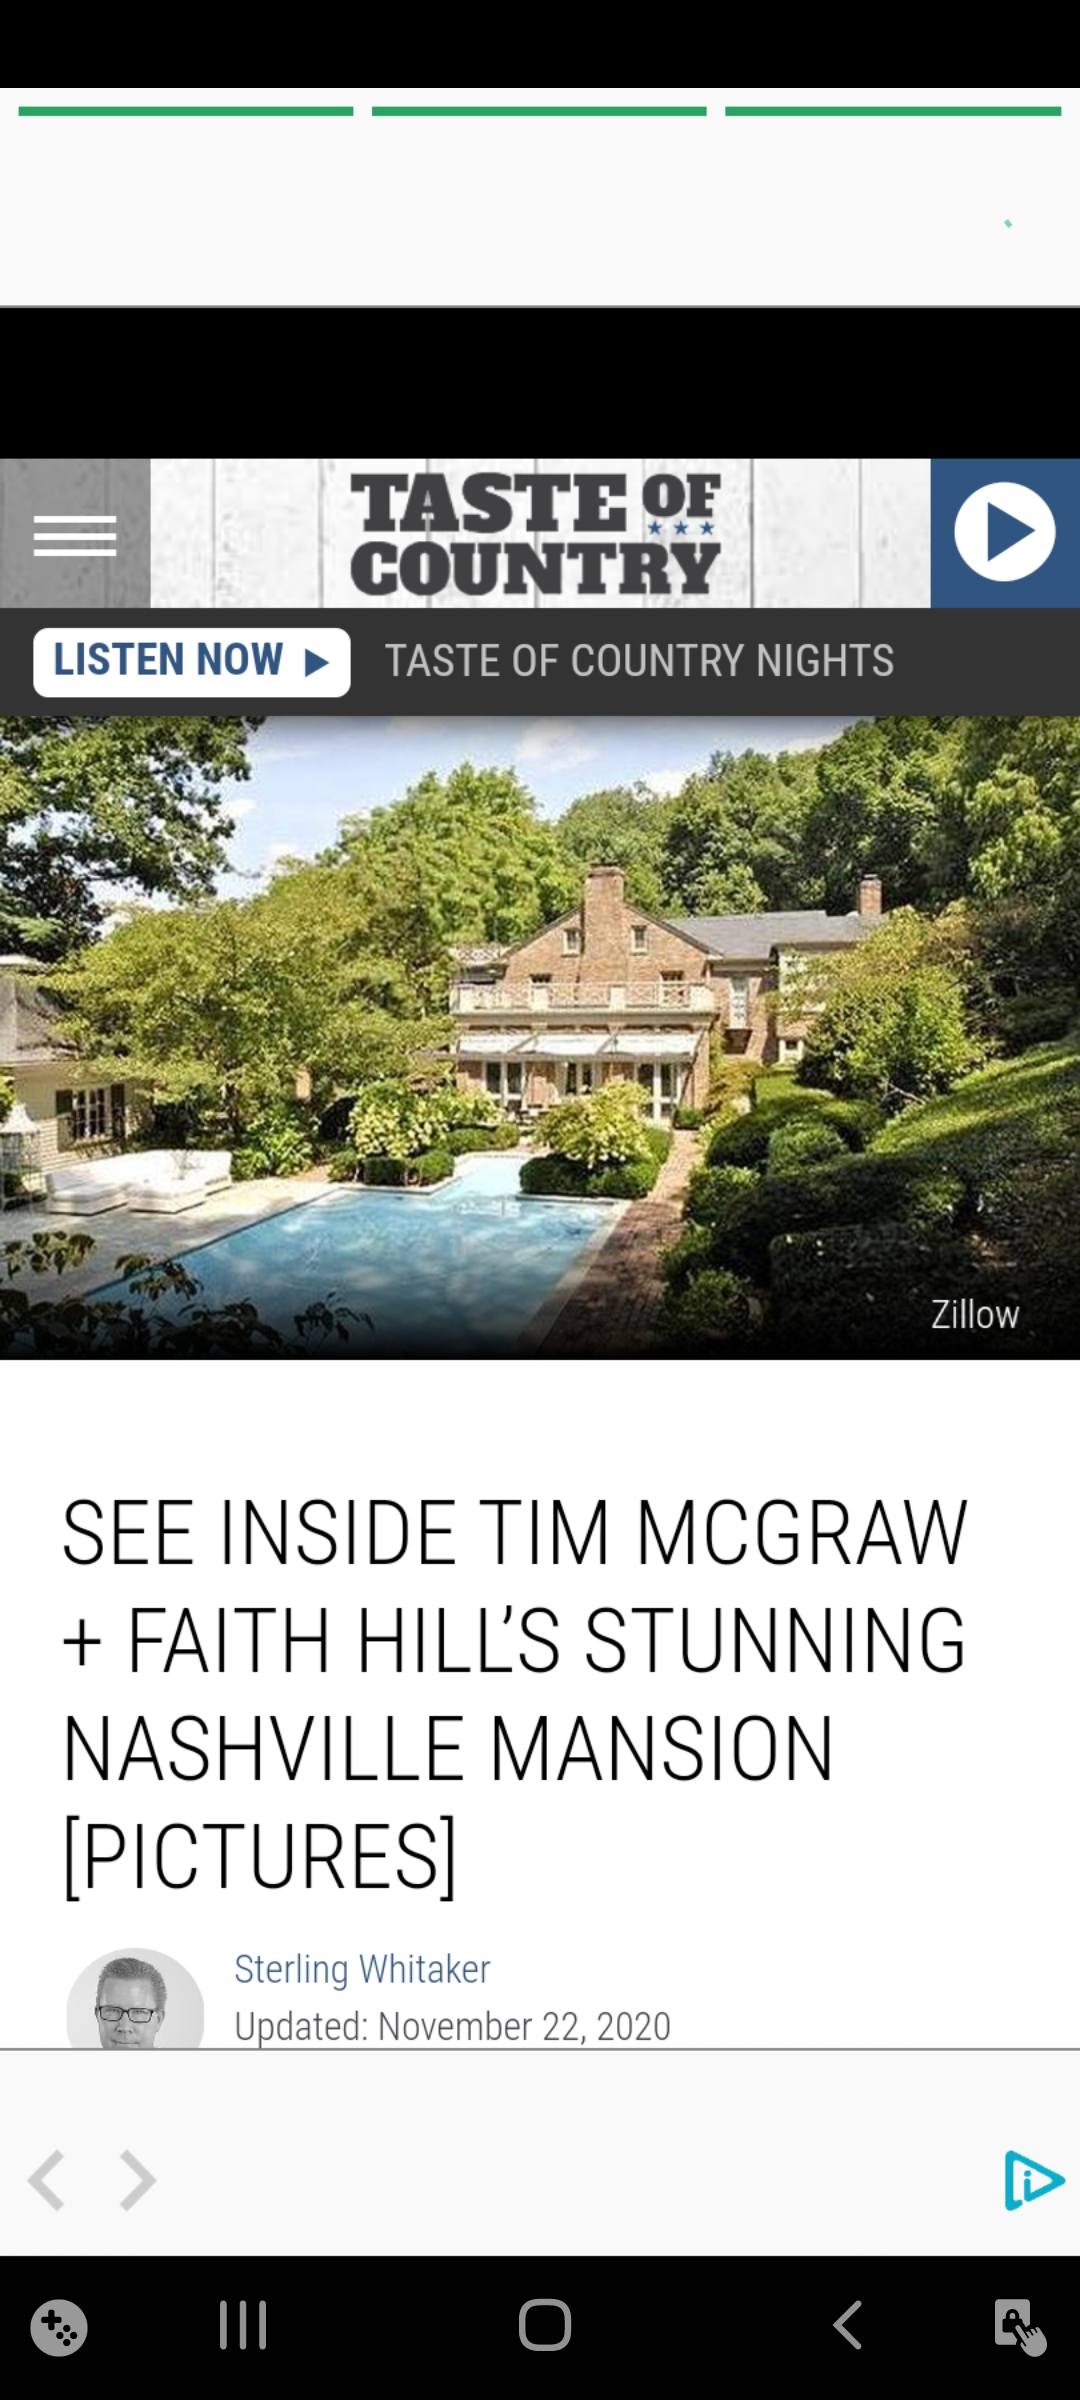 TASTE OF
COUNTRY
LISTEN NOW
TASTE OF COUNTRY NIGHTS
Zillow
SEE INSIDE TIM MCGRAW
+ FAITH HILL’S STUNNING
NASHVILLE MANSION
[PICTURES]
Sterling Whitaker
Updated: November 22, 2020